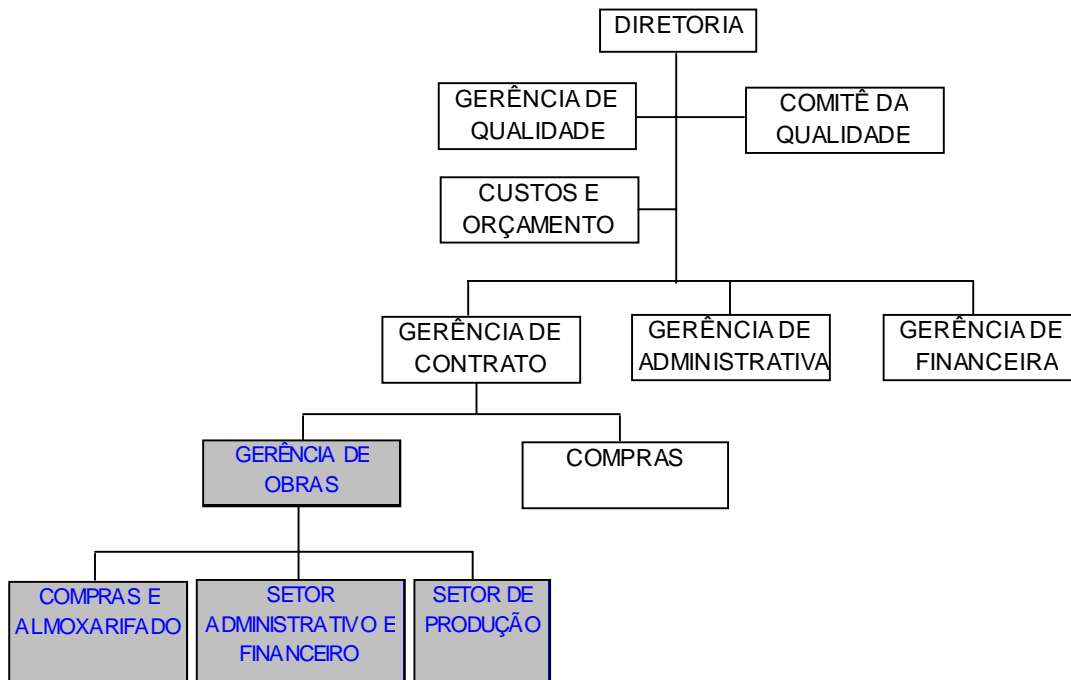 DIRETORIA
GERÊNCIA DE
QUALIDADE
COMITÊ DA
QUALIDADE
CUSTOS E
ORÇAMENTO
GERÊNCIA DE
CONTRATO
GERÊNCIA DE
ADMINISTRATIVA
GERÊNCIA DE
FINANCEIRA
GERÊNCIA DE
OBRAS
COMPRAS
COMPRAS E
ALMOXARIFADO
SETOR
ADMINISTRATIVO E
FINANCEIRO
SETOR DE
PRODUÇÃO